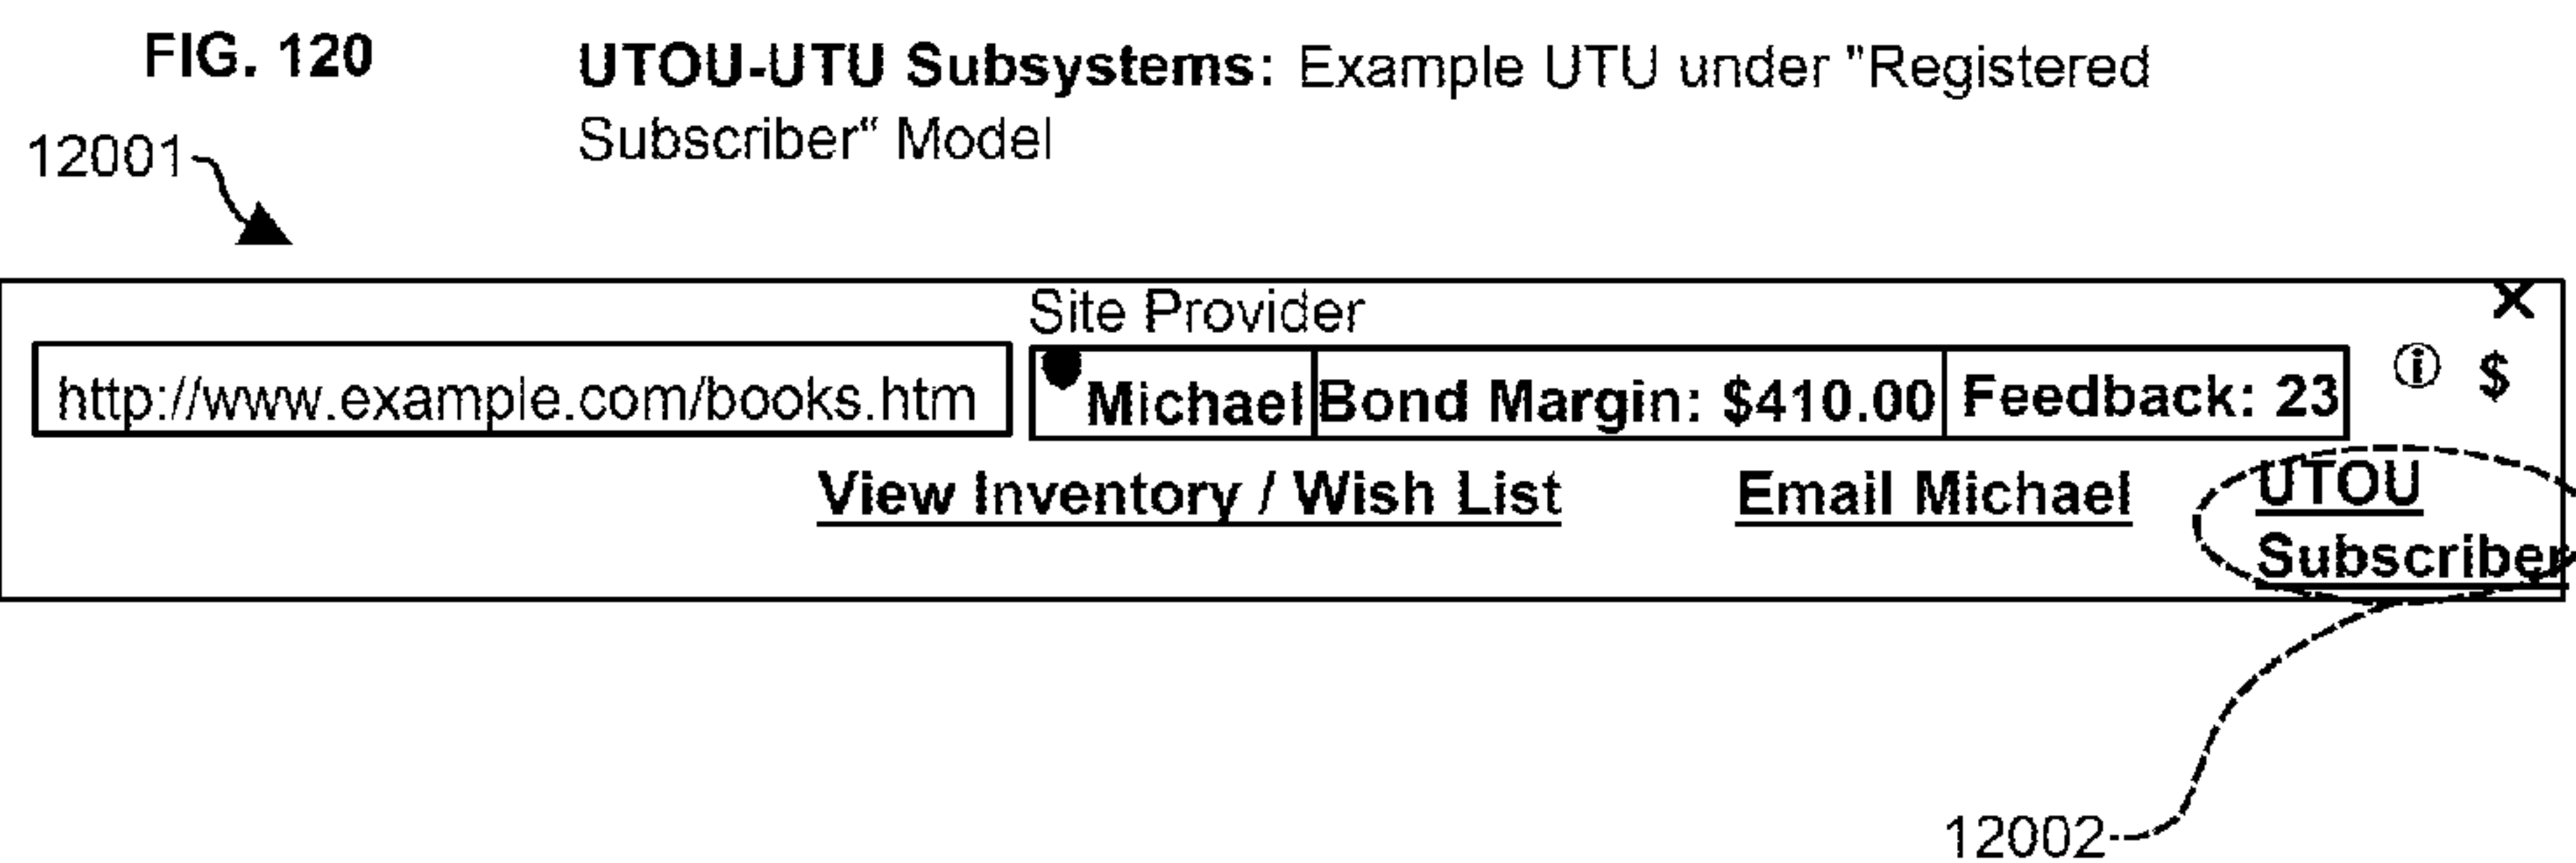 FIG. 120
UTOU-UTU Subsystems: Example UTU under "Registered
Subscriber“ Model
12001
Site Provider
X
http://www.example.com/books.htm
Michael Bond Margin: $410.00 Feedback: 23
ⓘ $
View Inventory / Wish List
Email Michael
UTOU
Subscriber
12002